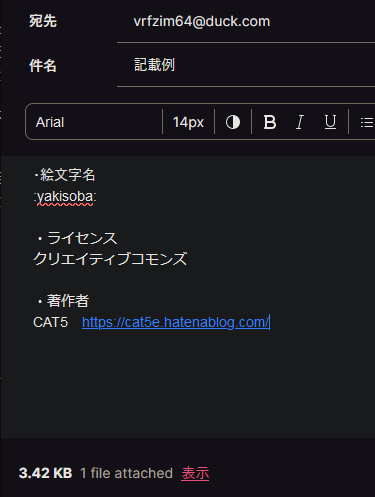 宛先 vrfzim64@duck.com
件名 記載例
Arial 14px B I U
・絵文字名
:yakisoba:
・ライセンス
クリエイティブコモンズ
・著作者
CAT5 https://cat5e.hatenablog.com/
3.42 KB 1 file attached 表示